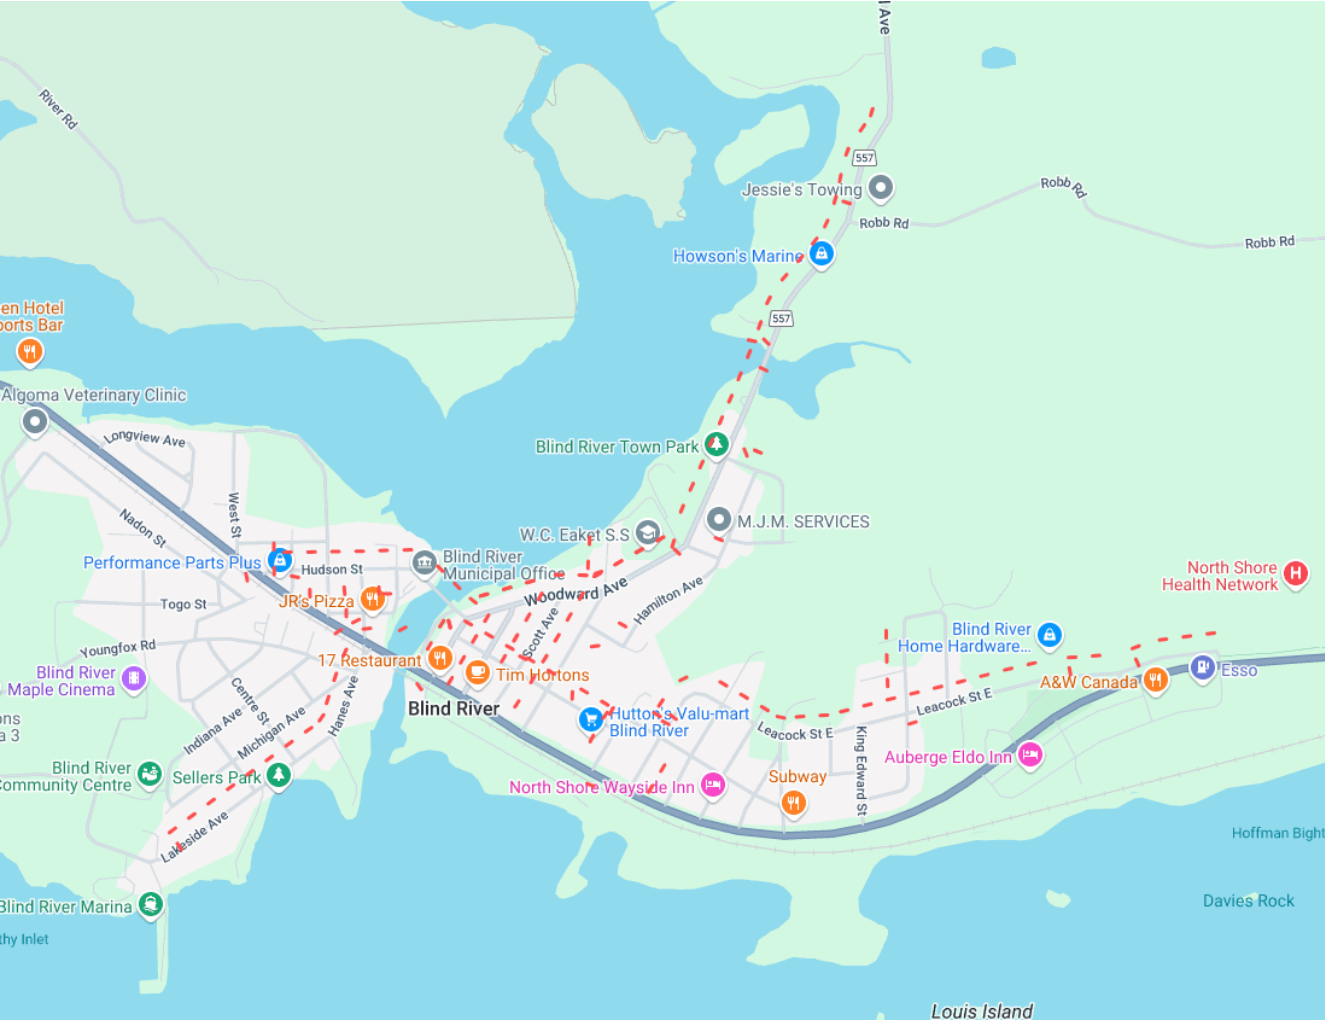 l Ave
River Rd
557
Jessie's Towing
Robb Rd
Robb Rd
Robb Rd
Howson's Marine
557
en Hotel
ports Bar
Algoma Veterinary Clinic
Longview Ave
Blind River Town Park
West St
Nadon St
W.C. Eaket S.S
M.J.M. SERVICES
Performance Parts Plus
Hudson St
Blind River
Municipal Office
North Shore
Health Network
H
Woodward Ave
Hamilton Ave
JR's Pizza
Togo St
Scott Ave
Youngfox Rd
Blind River
Home Hardware...
17 Restaurant
Tim Hortons
Blind River
Maple Cinema
A&W Canada
Esso
Centre St
Hanes Ave
Blind River
Leacock St E
Indiana Ave
Michigan Ave
Hutton's Valu-mart
Blind River
Leacock St E
ons
a 3
King Edward St
Auberge Eldo Inn
Blind River
Community Centre
Sellers Park
Subway
North Shore Wayside Inn
Lakeside Ave
Hoffman Bight
Blind River Marina
Davies Rock
thy Inlet
Louis Island